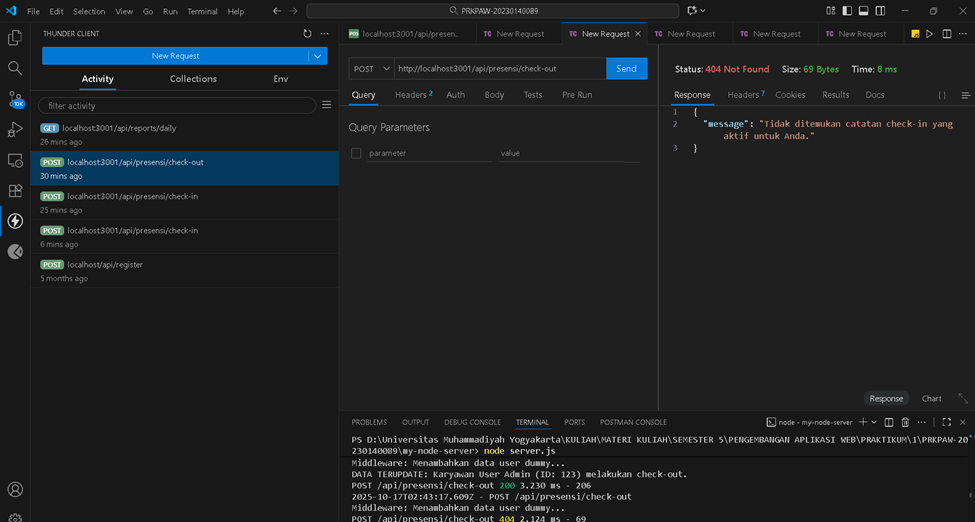 File Edit Selection View Go Run Terminal Help
PRKPAW-20230140089
THUNDER CLIENT
New Request
Activity Collections Env
filter activity
GET localhost:3001/api/reports/daily
26 mins ago
POST localhost:3001/api/presensi/check-out
30 mins ago
POST localhost:3001/api/presensi/check-in
25 mins ago
POST localhost:3001/api/presensi/check-in
6 mins ago
POST localhost/api/register
5 months ago
10K
POS localhost:3001/api/presen...
TC New Request
TC New Request
TC New Request
TC New Request
TC New Request
POST http://localhost:3001/api/presensi/check-out Send
Query Headers 2 Auth Body Tests Pre Run
Query Parameters
parameter value
Status: 404 Not Found Size: 69 Bytes Time: 8 ms
Response Headers 7 Cookies Results Docs
1 {
2 "message": "Tidak ditemukan catatan check-in yang
aktif untuk Anda."
3 }
Response Chart
PROBLEMS OUTPUT DEBUG CONSOLE TERMINAL PORTS POSTMAN CONSOLE
node - my-node-server
PS D:\Universitas Muhammadiyah Yogyakarta\KULIAH\MATERI KULIAH\SEMESTER 5\PENGEMBANGAN APLIKASI WEB\PRAKTIKUM\1\PRKPAW-20
230140089\my-node-server> node server.js
Middleware: Menambahkan data user dummy...
DATA TERUPDATE: Karyawan User Admin (ID: 123) melakukan check-out.
POST /api/presensi/check-out 200 3.230 ms - 206
2025-10-17T02:43:17.609Z - POST /api/presensi/check-out
Middleware: Menambahkan data user dummy...
POST /api/presensi/check-out 404 2.124 ms - 69